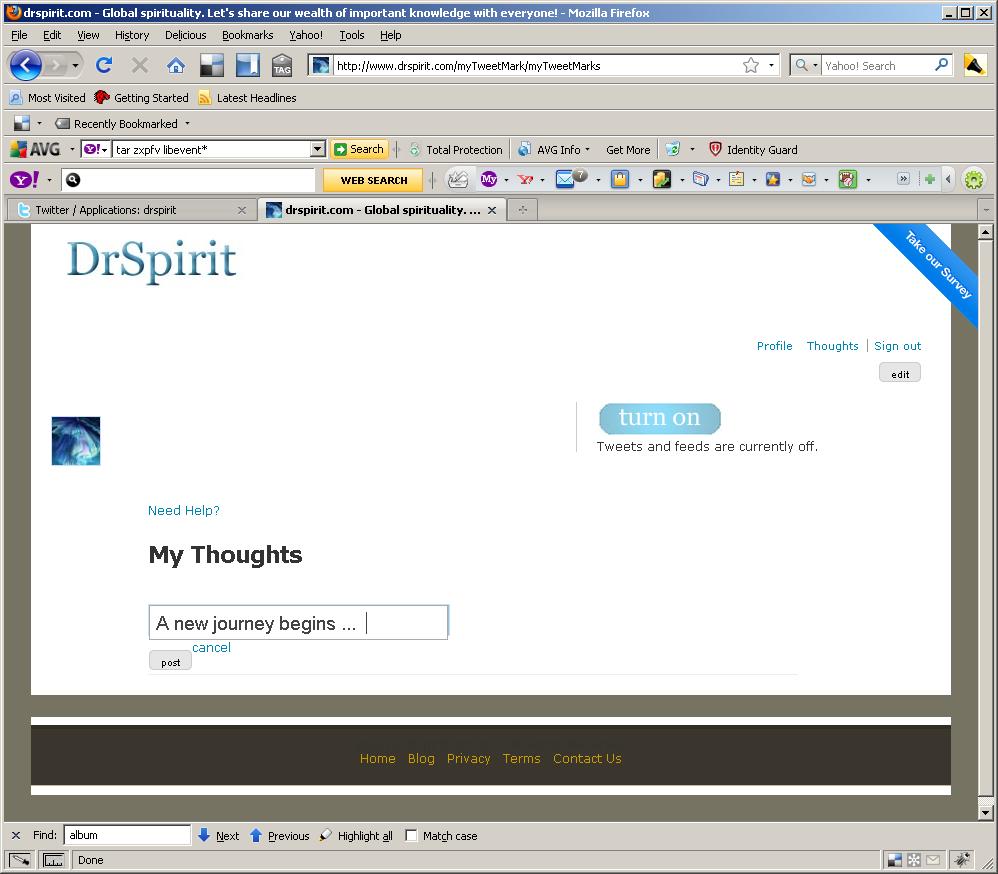 drspirit.com - Global spirituality. Let's share our wealth of important knowledge with everyone! - Mozilla Firefox
File Edit View History Delicious Bookmarks Yahoo! Tools Help
TAG http://www.drspirit.com/myTweetMark/myTweetMarks Yahoo! Search
Most Visited Getting Started Latest Headlines
Recently Bookmarked
AVG Y! tar zxpfv libevent* Search Total Protection AVG Info Get More Identity Guard
Y! WEB SEARCH My Y! 7
Twitter / Applications: drspirit drspirit.com - Global spirituality. ...
DrSpirit
Take our Survey
Profile Thoughts Sign out
edit
turn on
Tweets and feeds are currently off.
Need Help?
My Thoughts
A new journey begins ...
cancel
post
Home Blog Privacy Terms Contact Us
Find: album Next Previous Highlight all Match case
Done